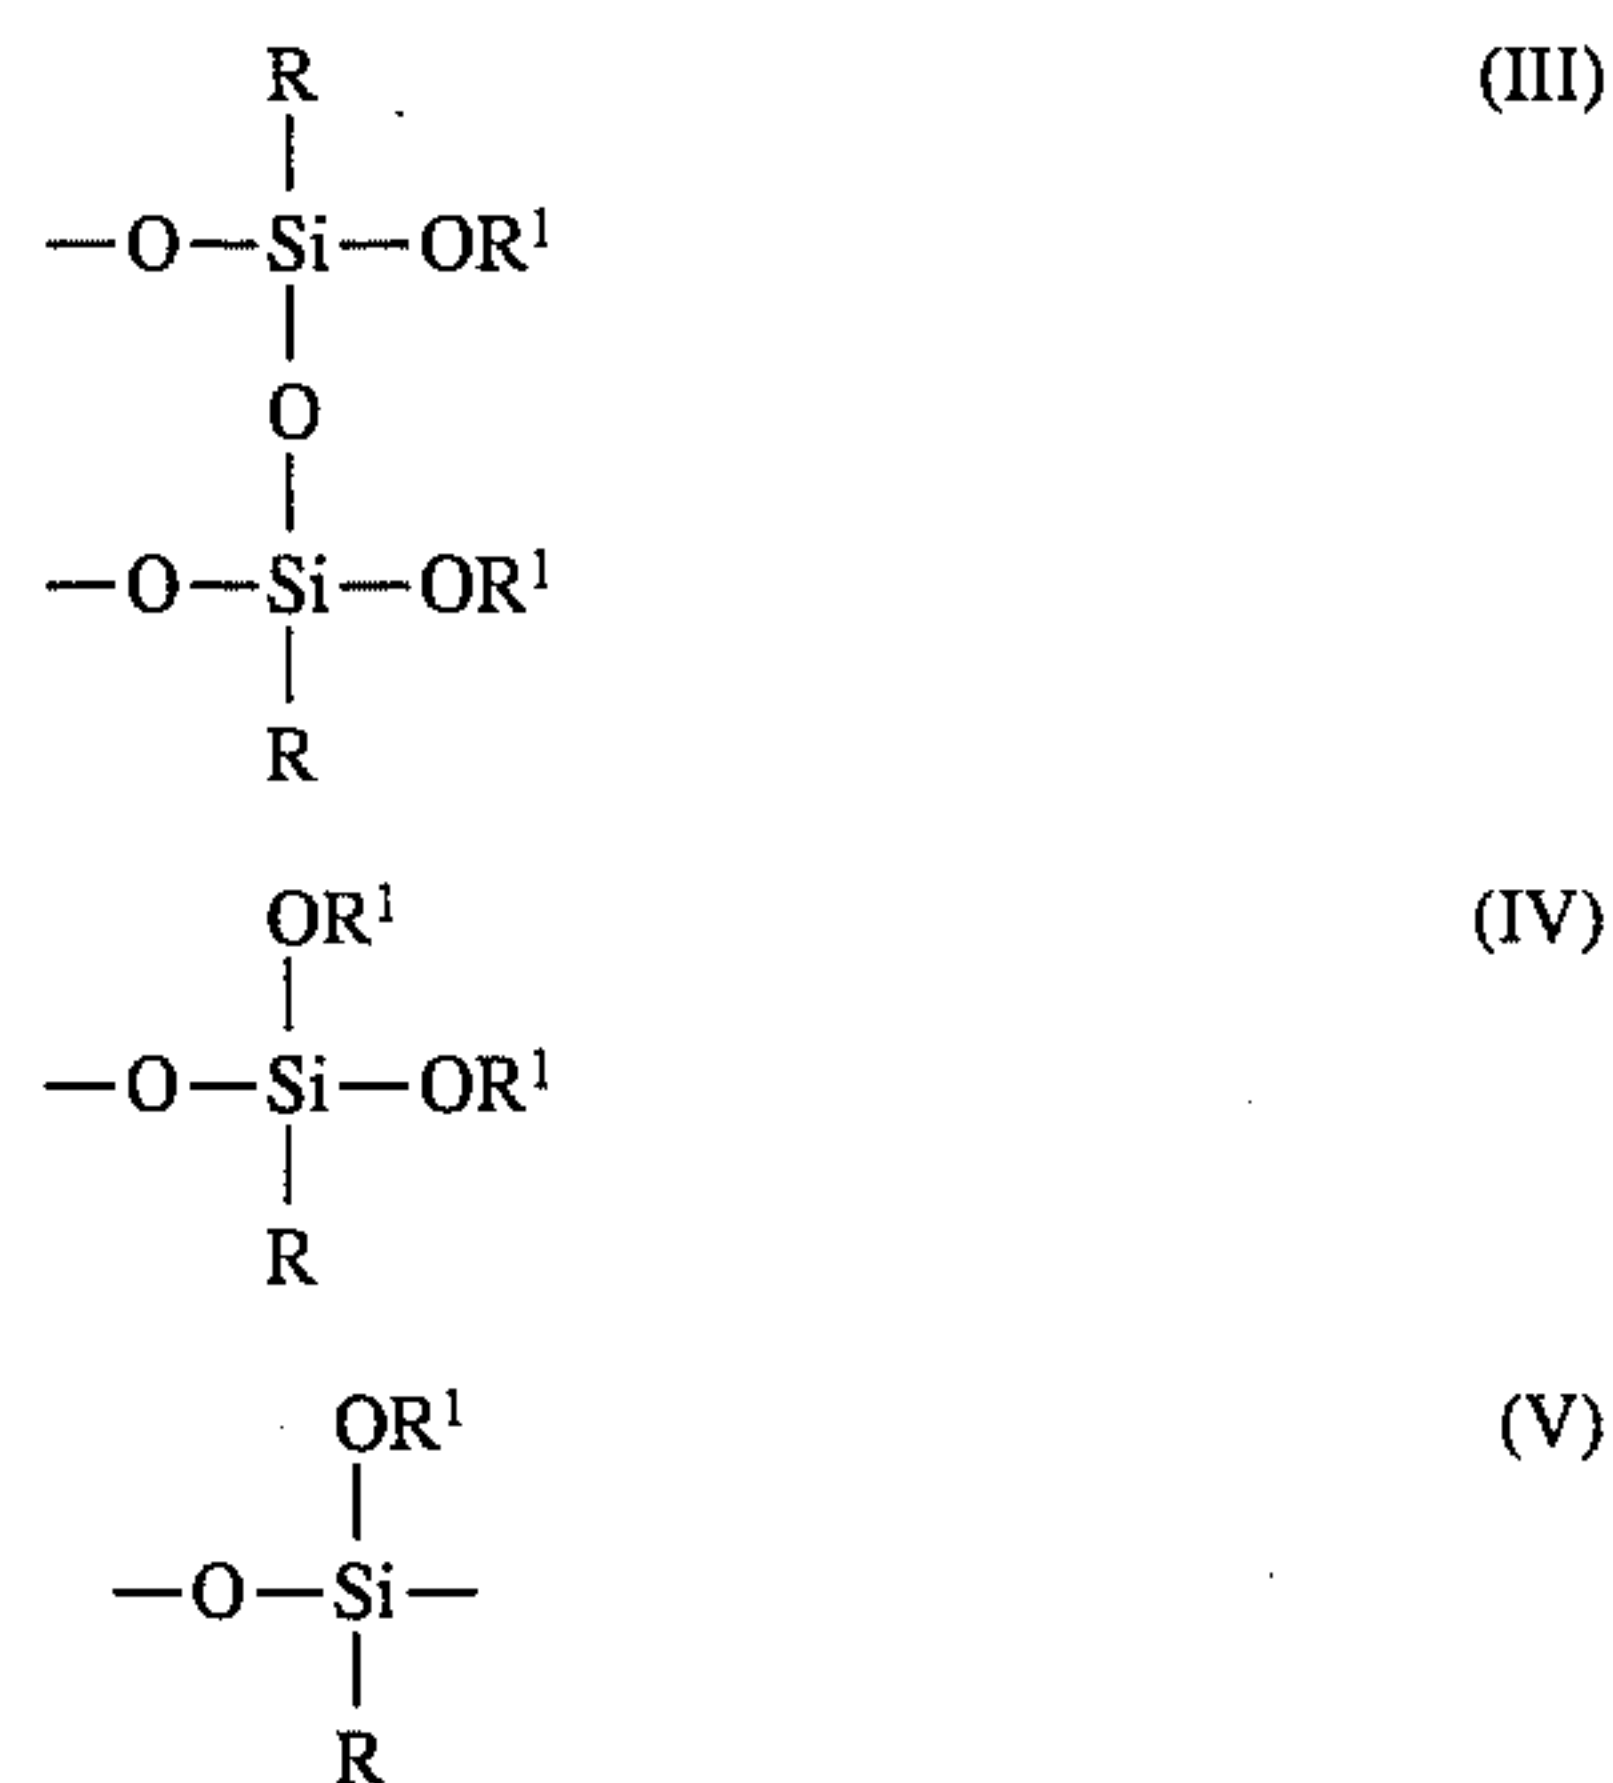 R (III)
—O—Si—OR¹
O
—O—Si—OR¹
R
OR¹ (IV)
—O—Si—OR¹
R
OR¹ (V)
—O—Si—
R